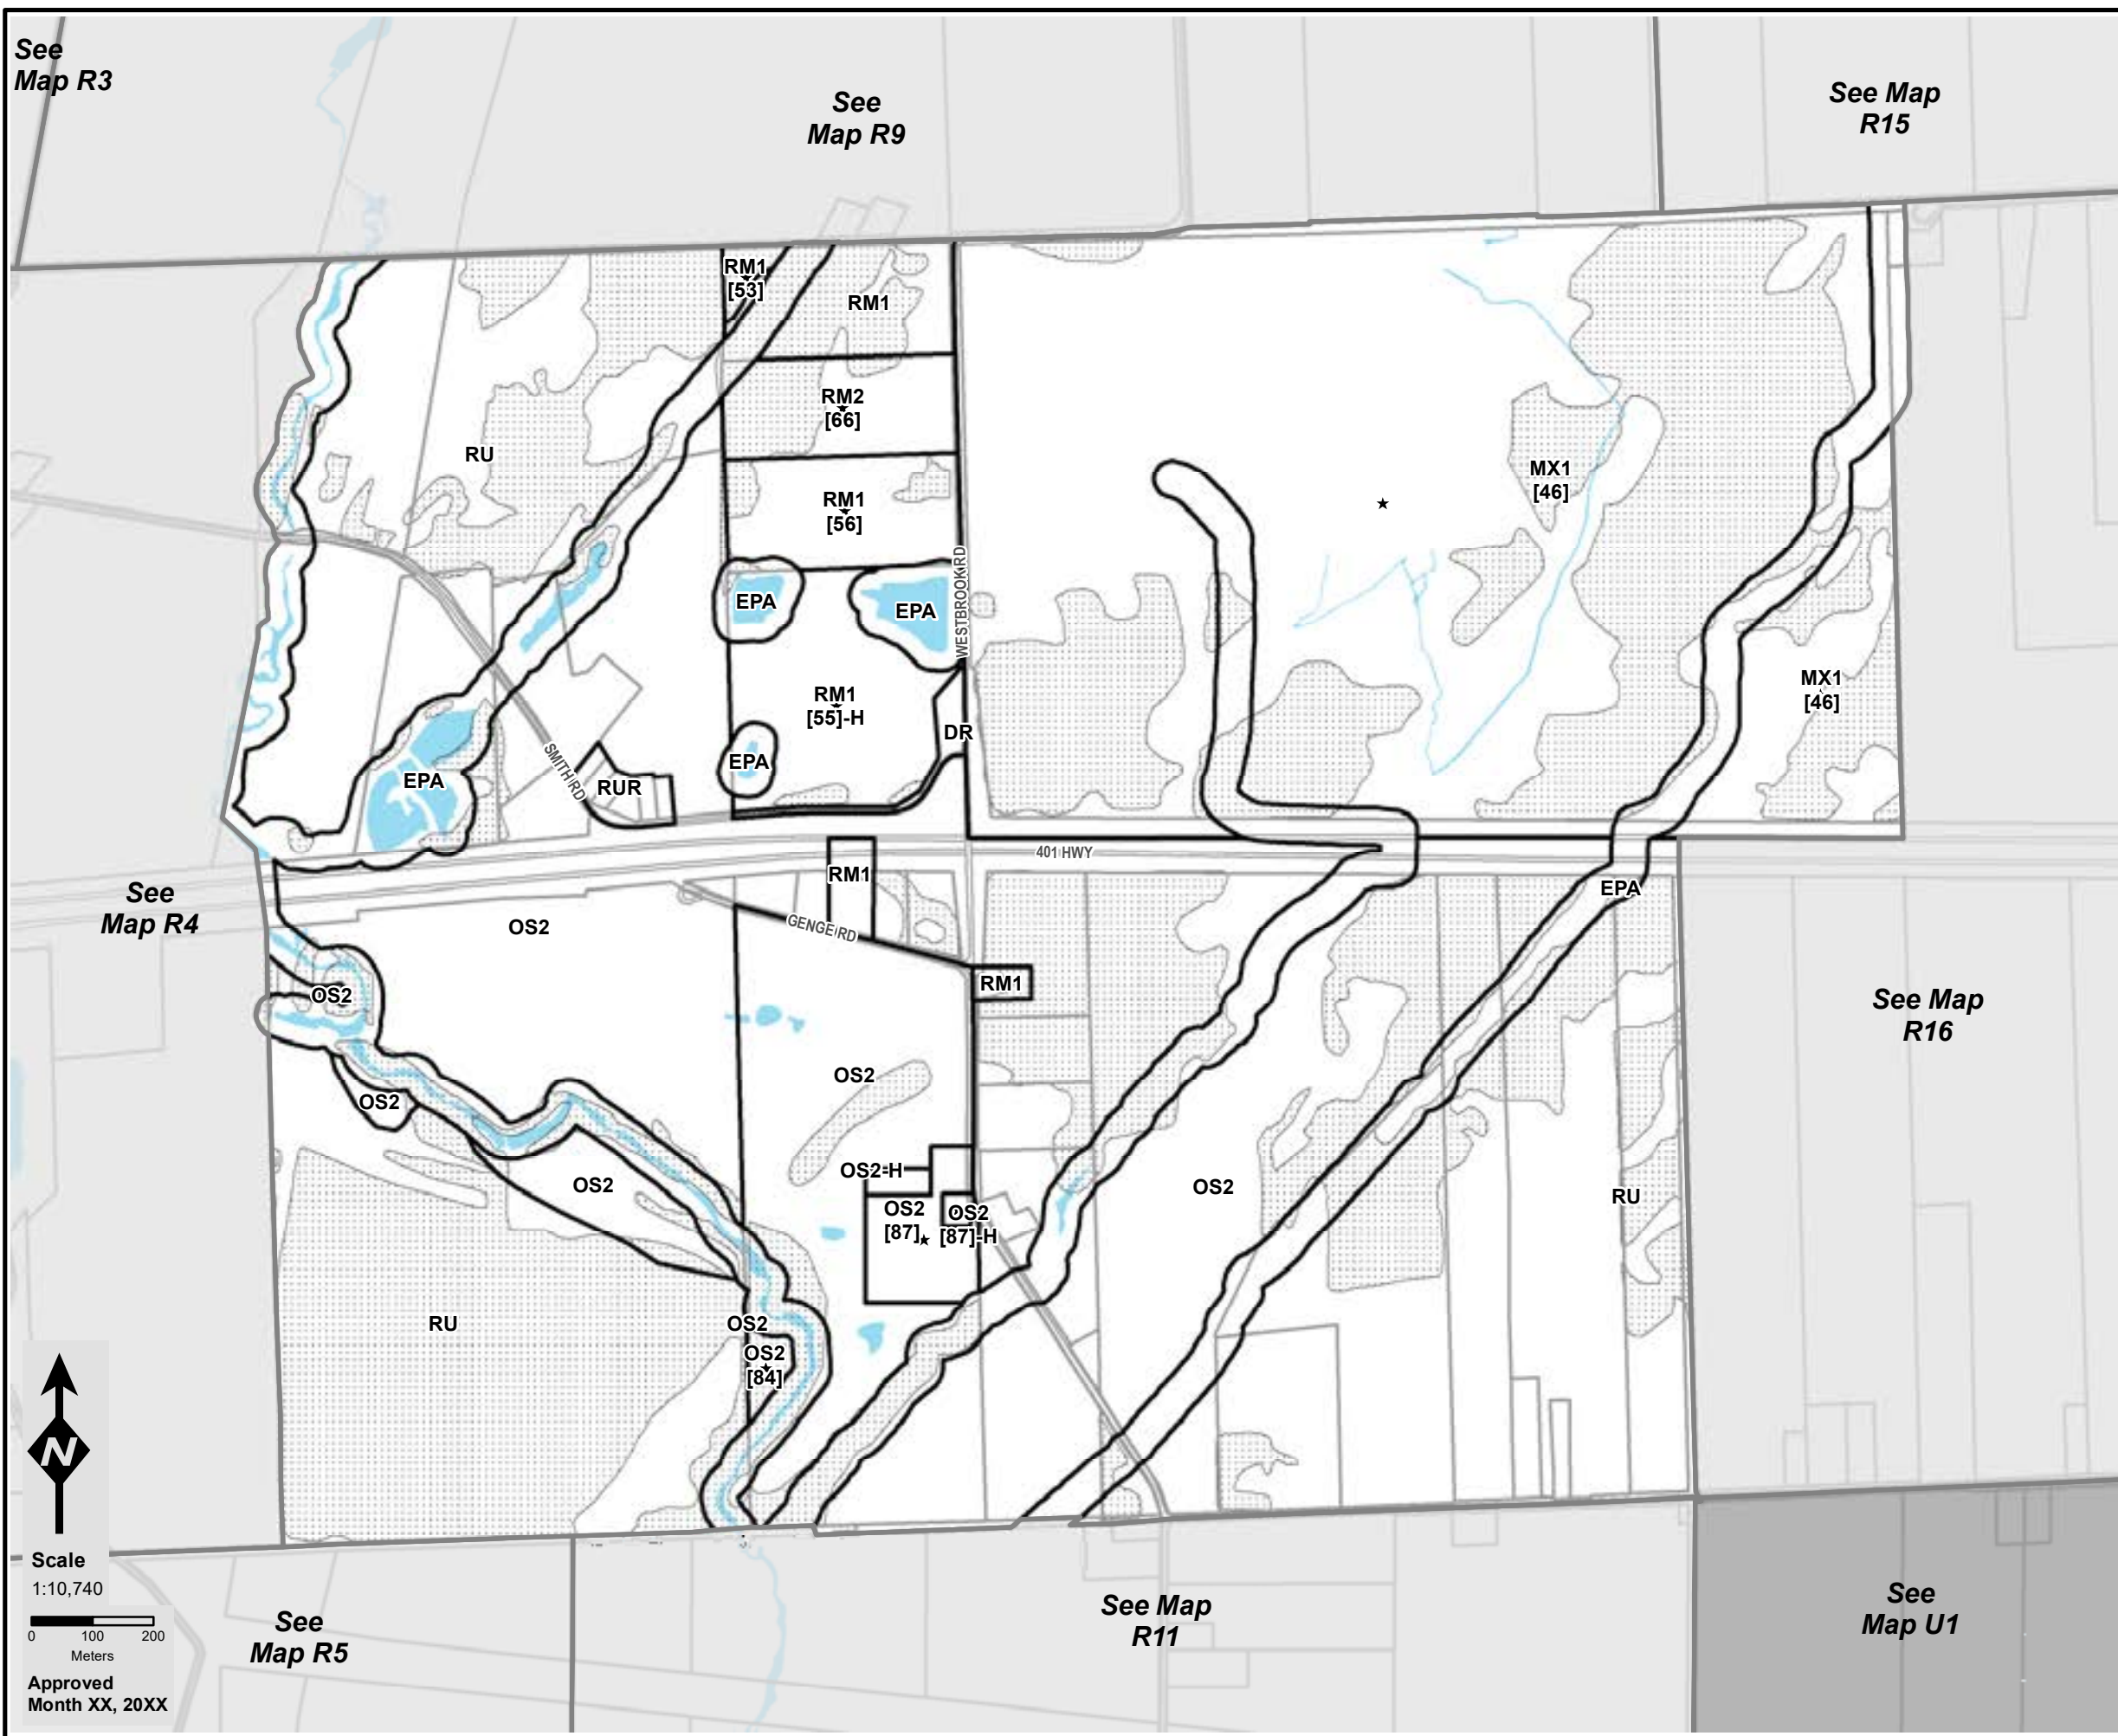 See
Map R3
See
Map R9
See Map
R15
RM1
[53]
RM1
RM2
[66]
RU
MX1
[46]
RM1
[56]
EPA
EPA
WESTBROOK RD
MX1
[46]
RM1
[55]-H
DR
EPA
SMITH RD
EPA
RUR
401 HWY
RM1
EPA
See
Map R4
OS2
GENGE RD
RM1
OS2
See Map
R16
OS2
OS2
OS2-H
OS2
OS2
RU
OS2
[87]
OS2
[87]-H
RU
OS2
OS2
[84]
N
Scale
1:10,740
0 100 200
Meters
Approved
Month XX, 20XX
See
Map R5
See Map
R11
See
Map U1